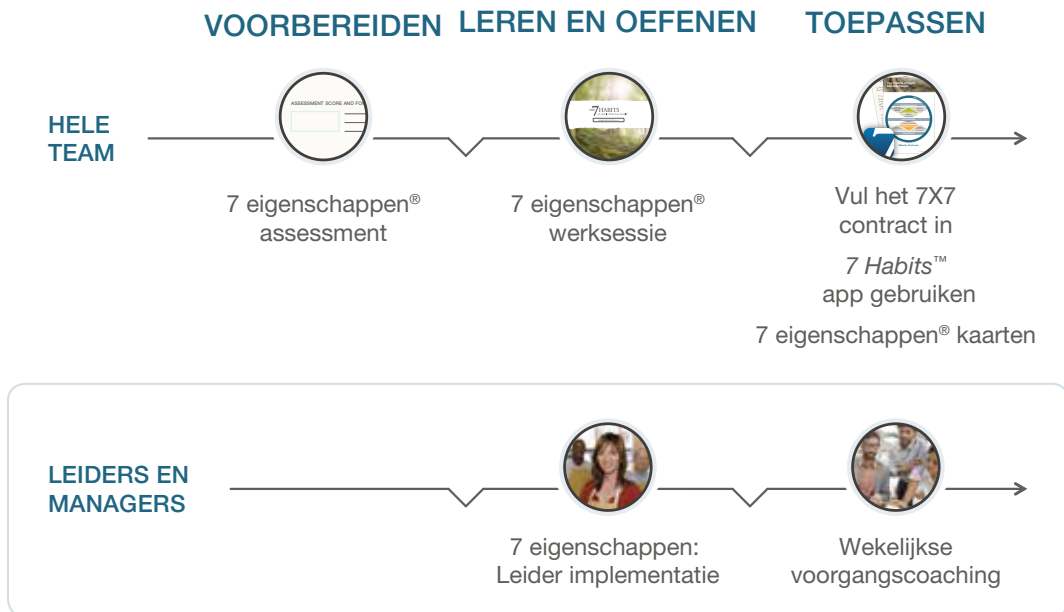 VOORBEREIDEN
LEREN EN OEFENEN
TOEPASSEN
HELE
TEAM
ASSESSMENT SCORE AND FO
7 HABITS
7 eigenschappen®
assessment
7 eigenschappen®
werksessie
Vul het 7X7
contract in
7 Habits™
app gebruiken
7 eigenschappen® kaarten
LEIDERS EN
MANAGERS
7 eigenschappen:
Leider implementatie
Wekelijkse
voorgangscoaching